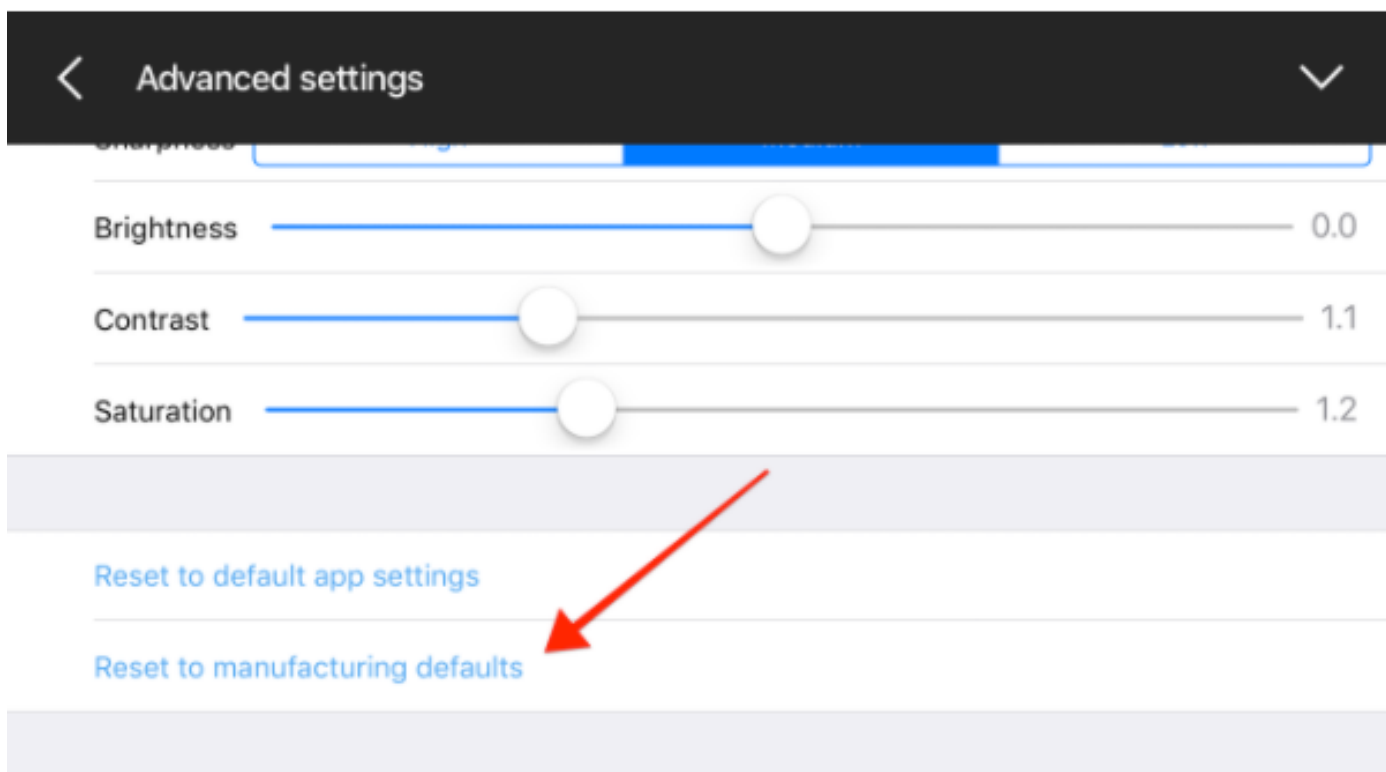 Advanced settings
Brightness 0.0
Contrast 1.1
Saturation 1.2
Reset to default app settings
Reset to manufacturing defaults